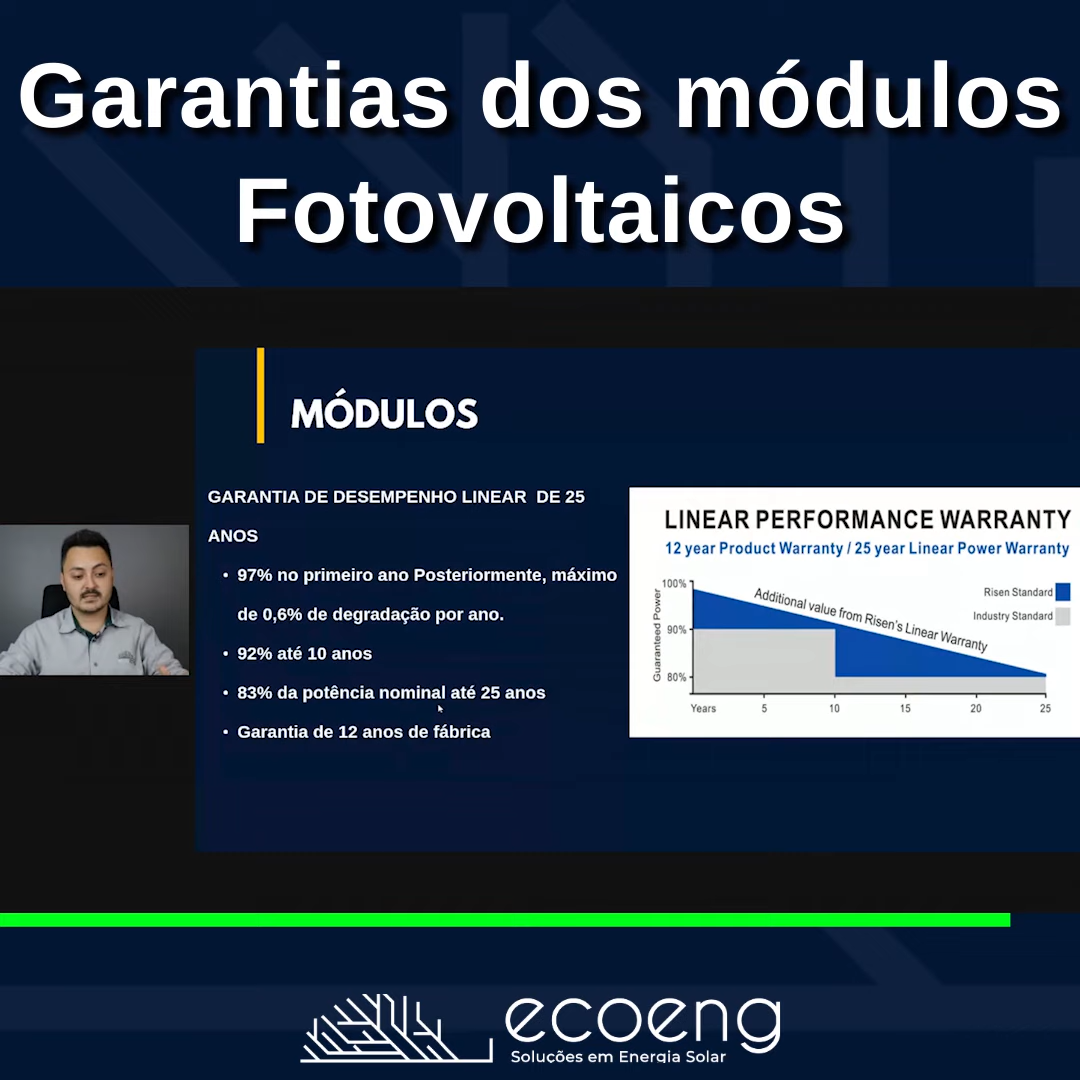 Garantias dos módulos
Fotovoltaicos
MÓDULOS
GARANTIA DE DESEMPENHO LINEAR DE 25
ANOS
• 97% no primeiro ano Posteriormente, máximo
de 0,6% de degradação por ano.
• 92% até 10 anos
• 83% da potência nominal até 25 anos
• Garantia de 12 anos de fábrica
LINEAR PERFORMANCE WARRANTY
12 year Product Warranty / 25 year Linear Power Warranty
Guaranteed Power
100%
90%
80%
Additional value from Risen's Linear Warranty
Risen Standard
Industry Standard
Years 5 10 15 20 25
ecoeng
Soluções em Energia Solar